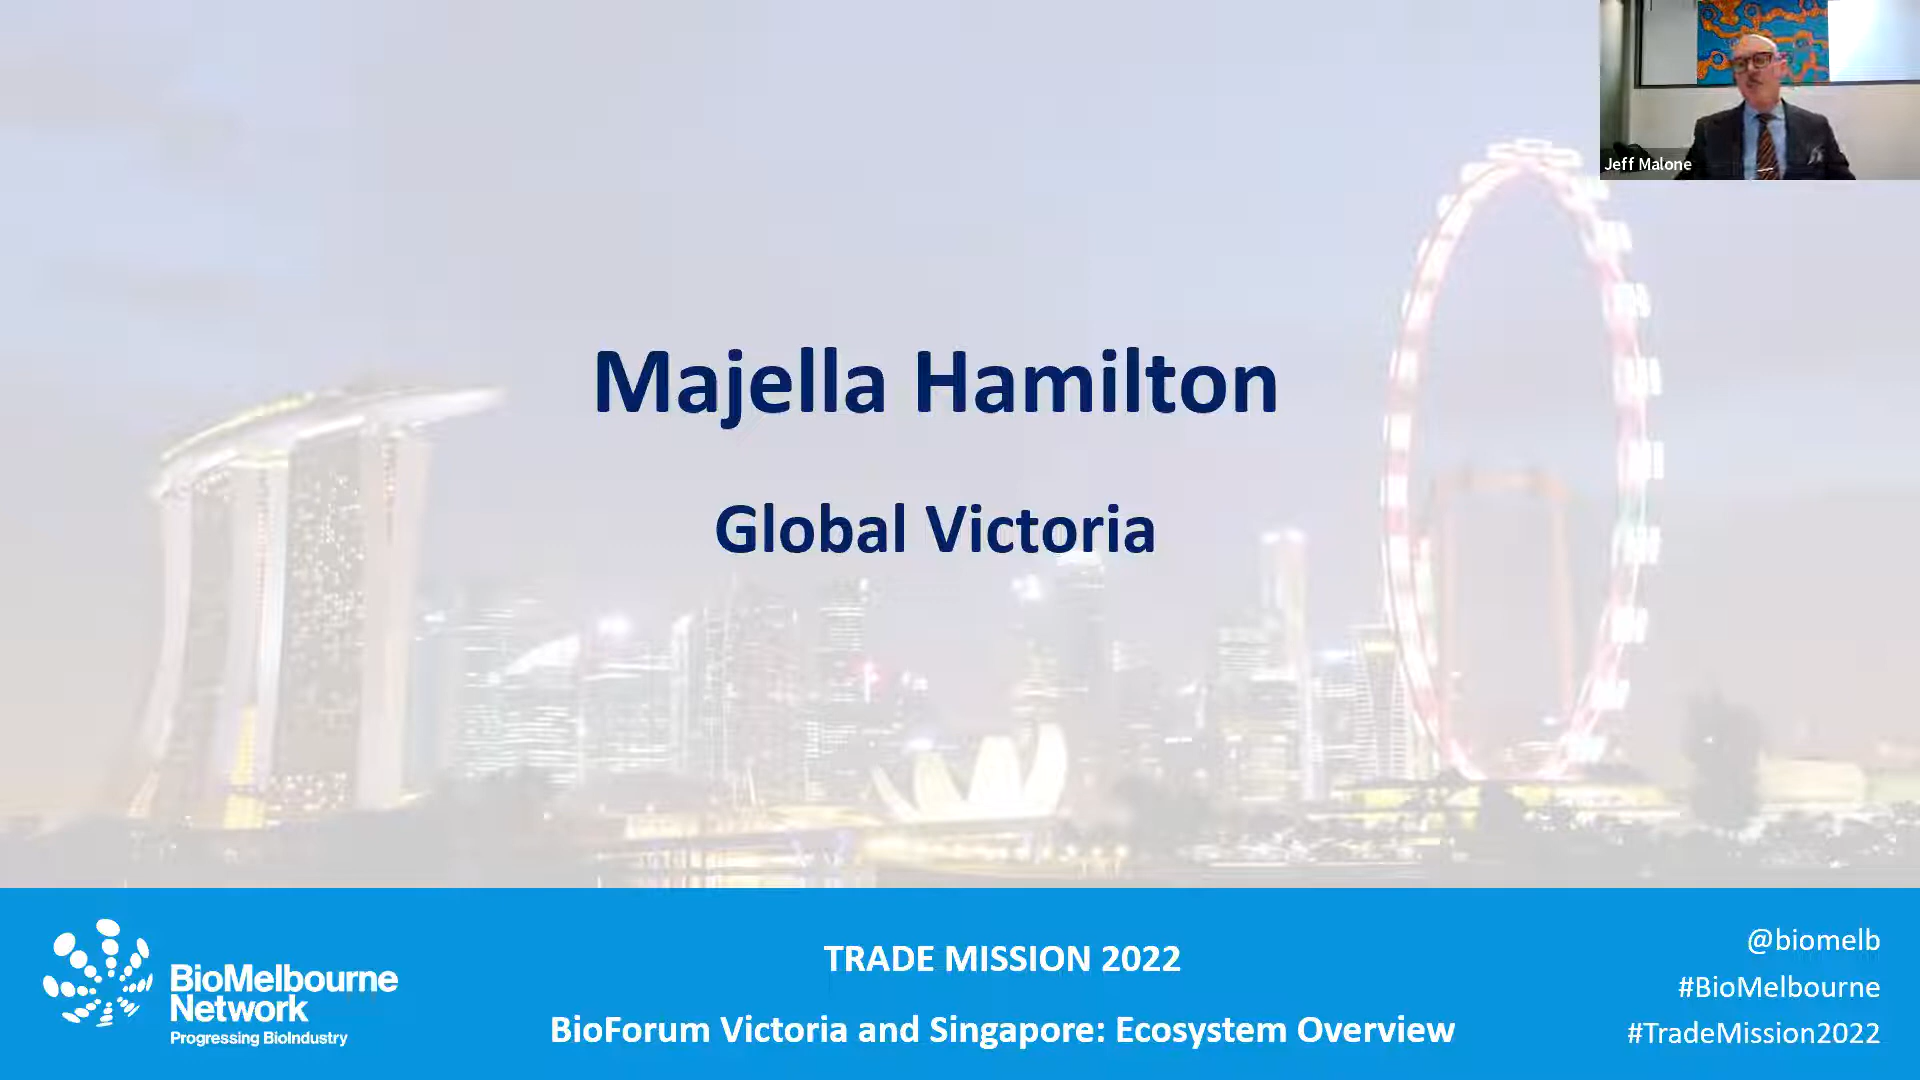 Jeff Malone
Majella Hamilton
Global Victoria
BioMelbourne
Network
Progressing BioIndustry
TRADE MISSION 2022
BioForum Victoria and Singapore: Ecosystem Overview
@biomelb
#BioMelbourne
#TradeMission2022